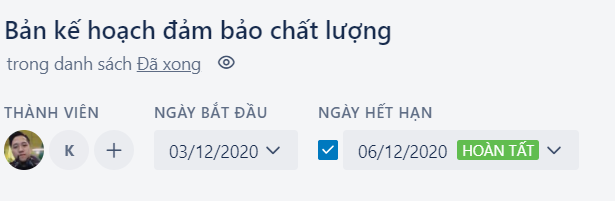 Bản kế hoạch đảm bảo chất lượng
trong danh sách Đã xong
THÀNH VIÊN NGÀY BẮT ĐẦU NGÀY HẾT HẠN
K + 03/12/2020 06/12/2020 HOÀN TẤT